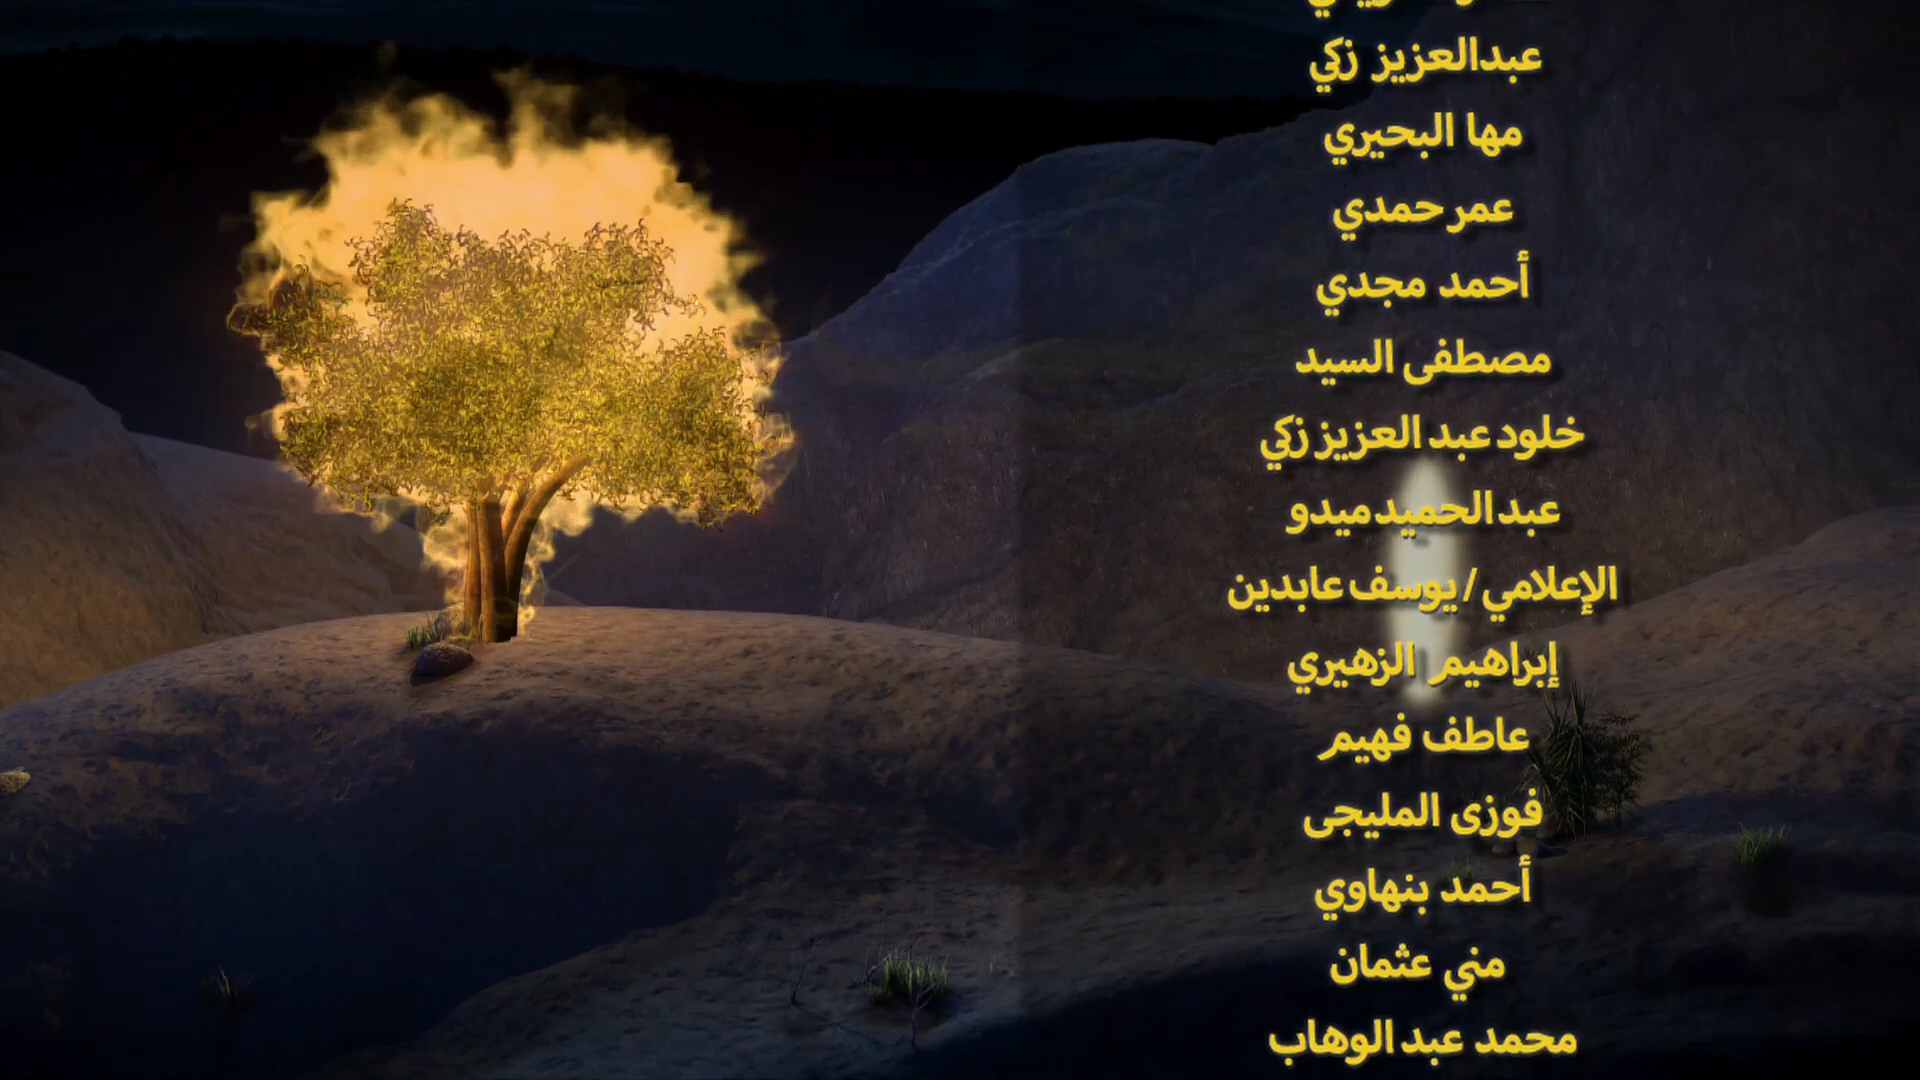 عبدالعزيز زكي
مها البحيري
عمر حمدي
أحمد مجدي
مصطفى السيد
خلود عبد العزيز زكي
عبد الحميد ميدو
الإعلامي / يوسف عابدين
إبراهيم الزهيري
عاطف فهيم
فوزى المليجى
أحمد بنهاوي
مني عثمان
محمد عبد الوهاب